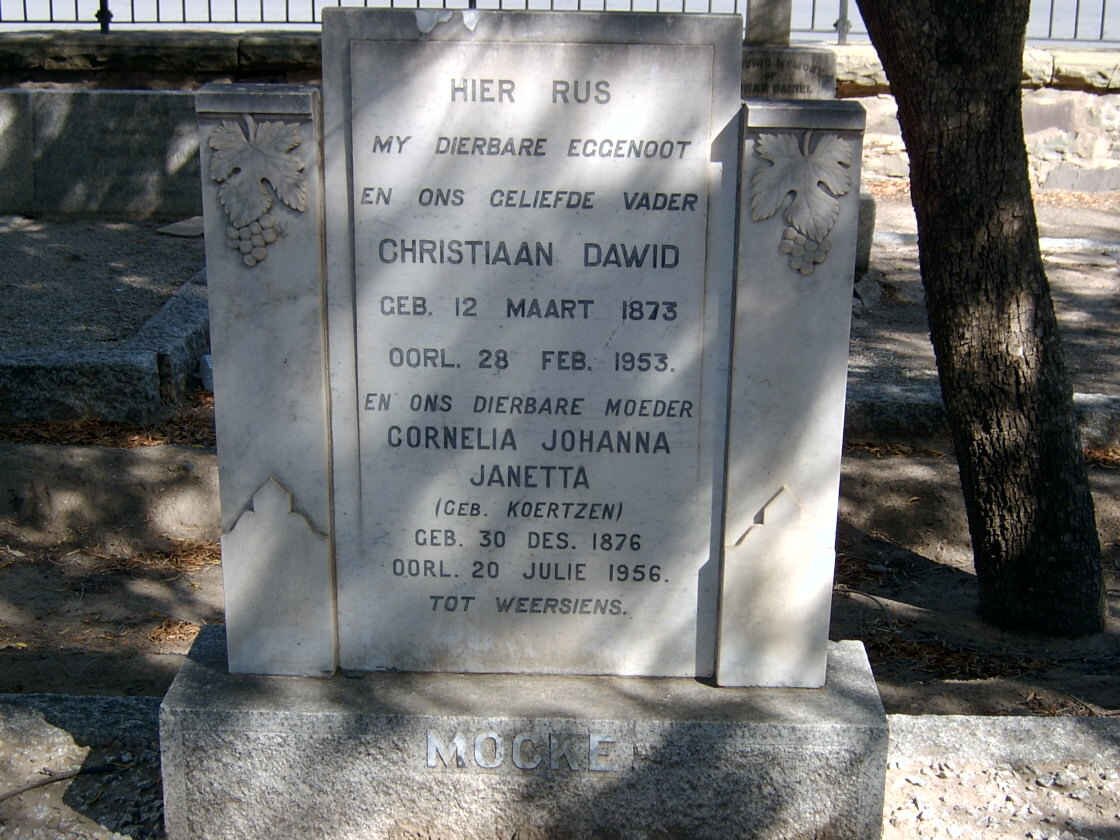 HIER RUS
MY DIERBARE EGGENOOT
EN ONS GELIEFDE VADER
CHRISTIAAN DAWID
GEB. 12 MAART 1873
OORL. 28 FEB. 1953.
EN ONS DIERBARE MOEDER
CORNELIA JOHANNA
JANETTA
(GEB. KOERTZEN)
GEB. 30 DES. 1876
OORL. 20 JULIE 1956.
TOT WEERSIENS.
MOCKE